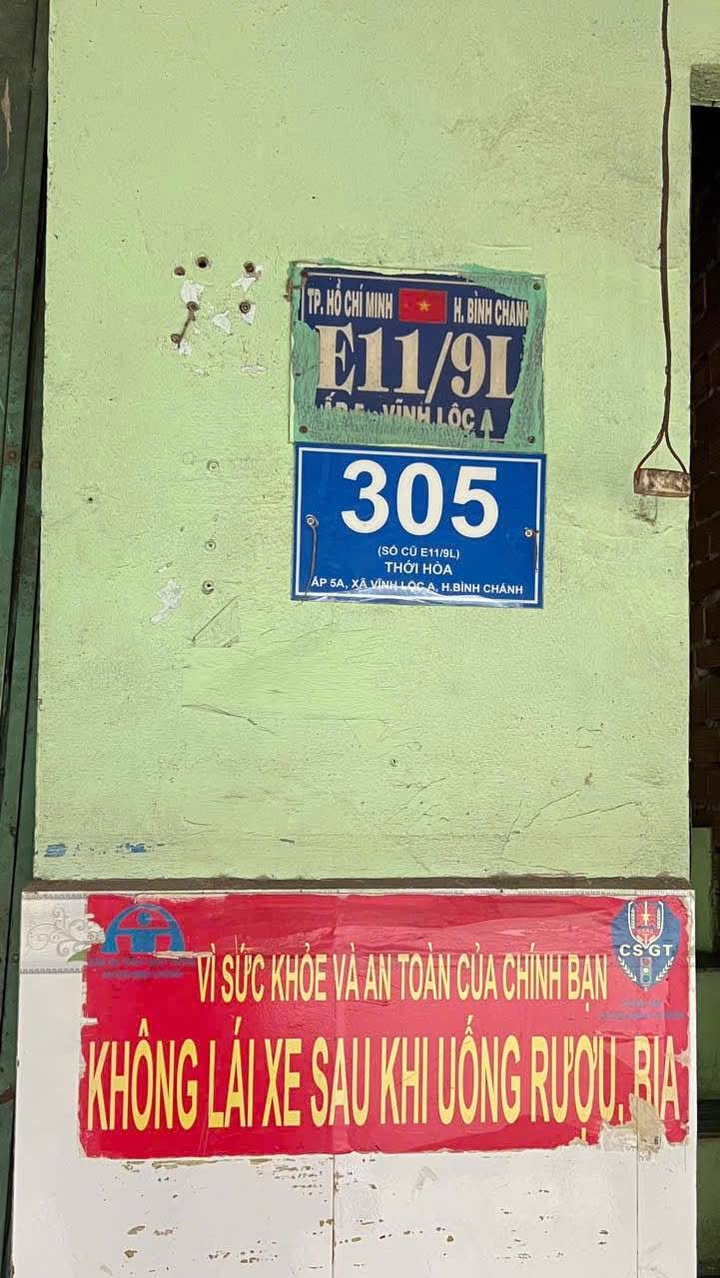 TP. HỒ CHÍ MINH H. BÌNH CHÁNH
E11/9L
ẤP 5 VĨNH LỘC A
305
(SỐ CŨ E11/9L)
THỚI HÒA
ẤP 5A, XÃ VĨNH LỘC A, H.BÌNH CHÁNH
CSGT
VÌ SỨC KHỎE VÀ AN TOÀN CỦA CHÍNH BẠN
KHÔNG LÁI XE SAU KHI UỐNG RƯỢU, BIA